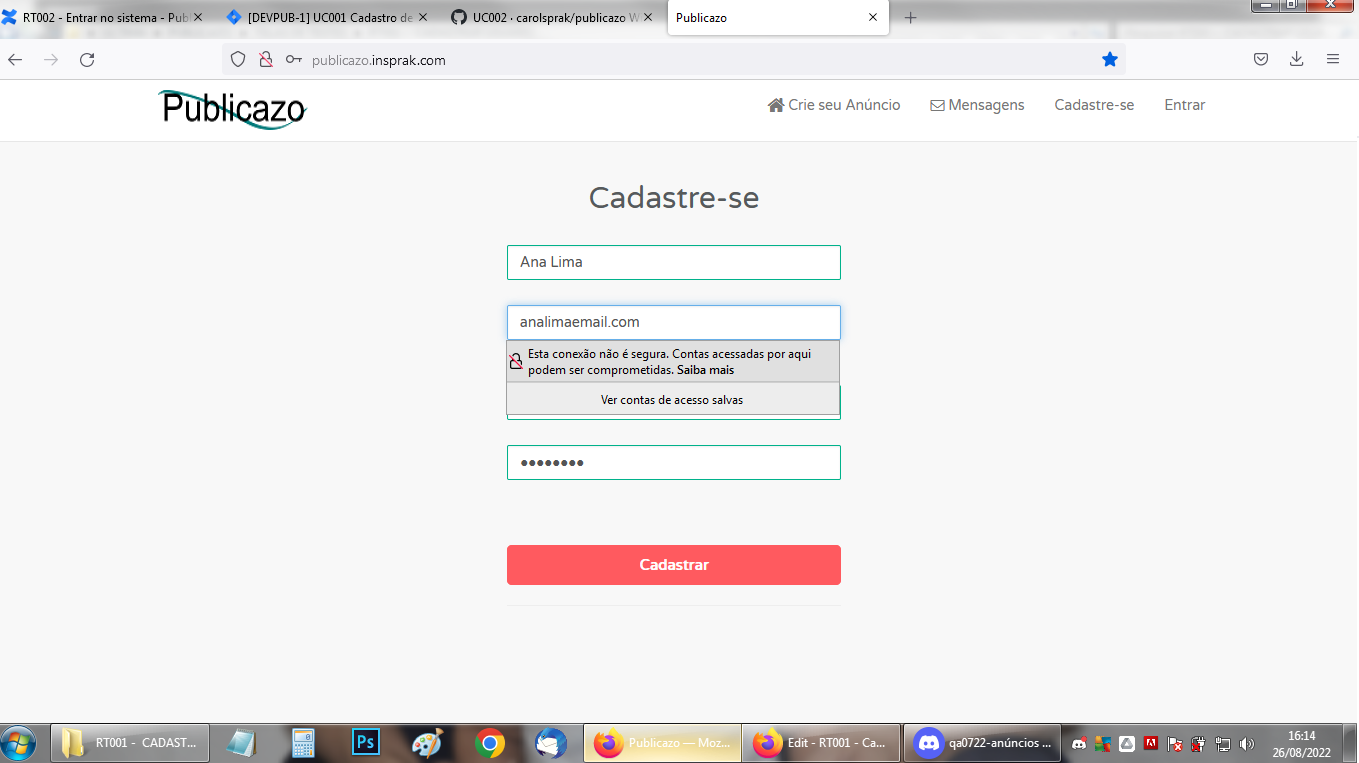 RT002 - Entrar no sistema - Publ
[DEVPUB-1] UC001 Cadastro de
UC002 · carolsprak/publicazo W
Publicazo
publicazo.insprak.com
Publicazo
Crie seu Anúncio
Mensagens
Cadastre-se
Entrar
Cadastre-se
Ana Lima
analimaemail.com
Esta conexão não é segura. Contas acessadas por aqui
podem ser comprometidas. Saiba mais
Ver contas de acesso salvas
Cadastrar
RT001 - CADAST...
Ps
Publicazo — Moz...
Edit - RT001 - Ca...
qa0722-anúncios ...
16:14
26/08/2022